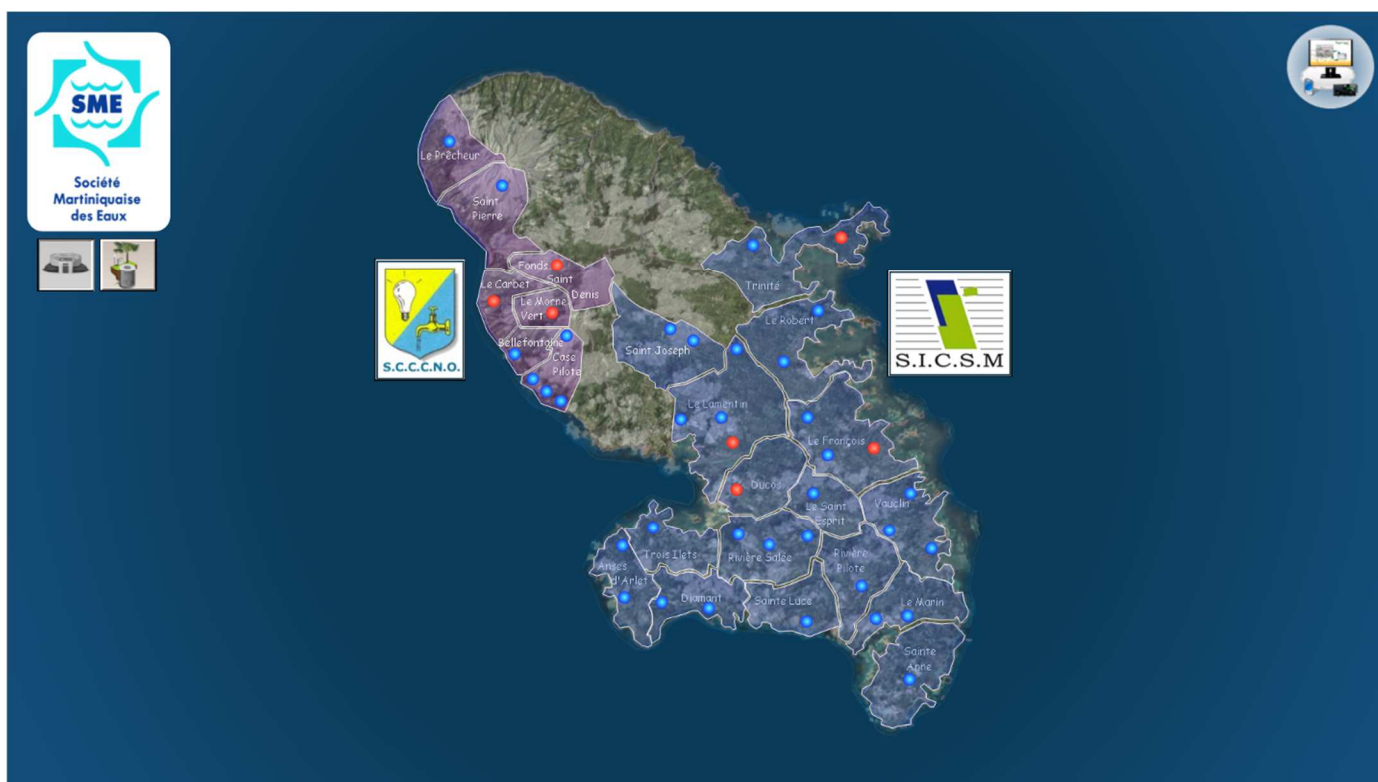 SME
Société
Martiniquaise
des Eaux
Le Prêcheur
Saint
Pierre
Fonds
Saint
Denis
Le Carbet
Le Morne
Vert
Bellefontaine
Case
Pilote
S.C.C.C.N.O.
Trinité
Le Robert
S.I.C.S.M
Saint Joseph
Le Lamentin
Le François
Ducos
Le Saint
Esprit
Vauclin
Trois Ilets
Rivière Salée
Rivière
Pilote
Anses
d'Arlet
Diamant
Sainte Luce
Le Marin
Sainte
Anne